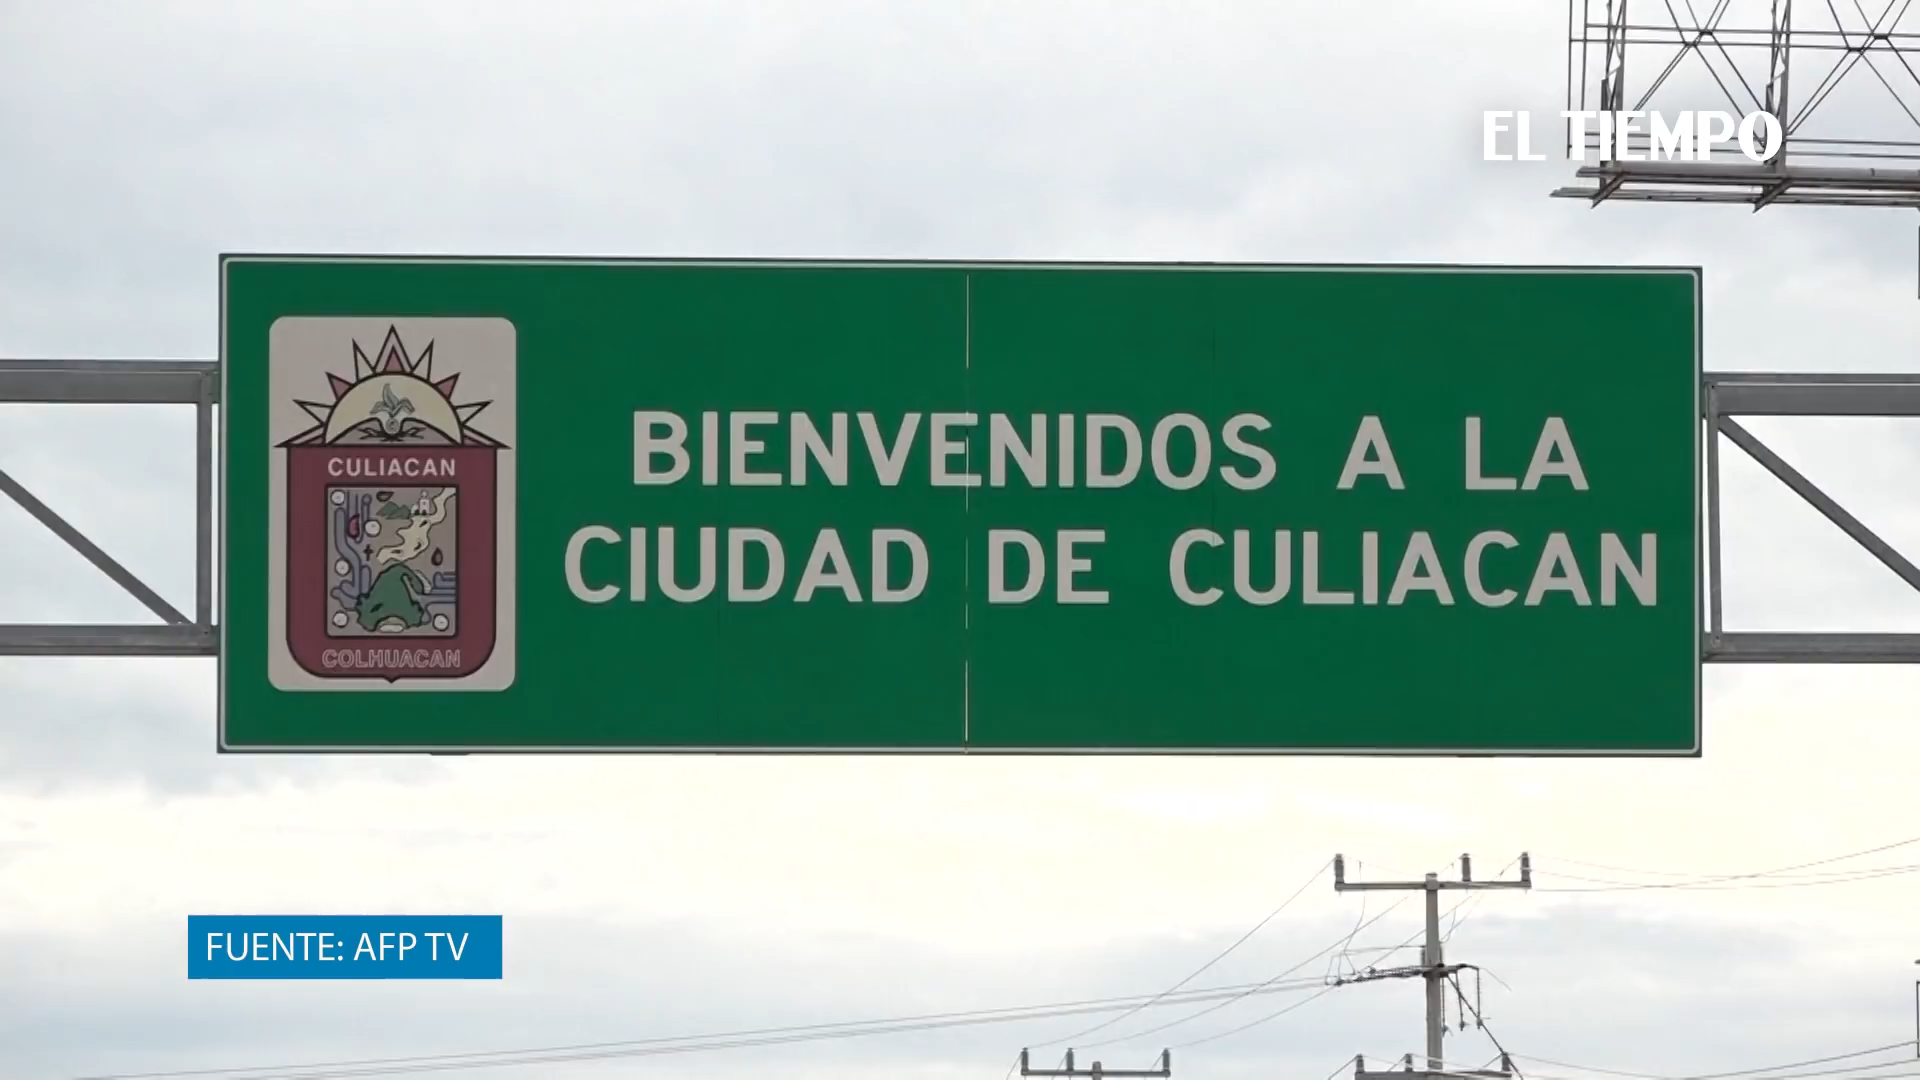 EL TIEMPO
CULIACAN
COLHUACAN
BIENVENIDOS A LA
CIUDAD DE CULIACAN
FUENTE: AFP TV